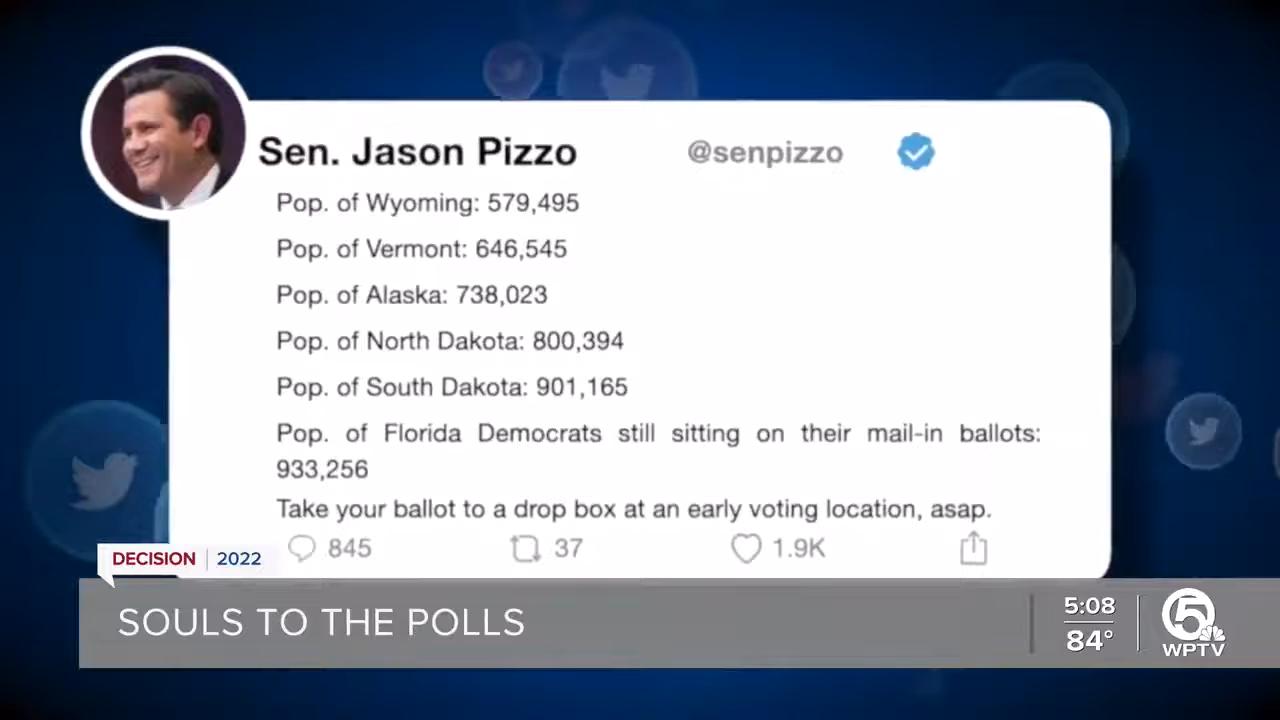 Sen. Jason Pizzo @senpizzo
Pop. of Wyoming: 579,495
Pop. of Vermont: 646,545
Pop. of Alaska: 738,023
Pop. of North Dakota: 800,394
Pop. of South Dakota: 901,165
Pop. of Florida Democrats still sitting on their mail-in ballots:
933,256
Take your ballot to a drop box at an early voting location, asap.
845 37 1.9K
DECISION | 2022
SOULS TO THE POLLS
5:08
84°
5
WPTV